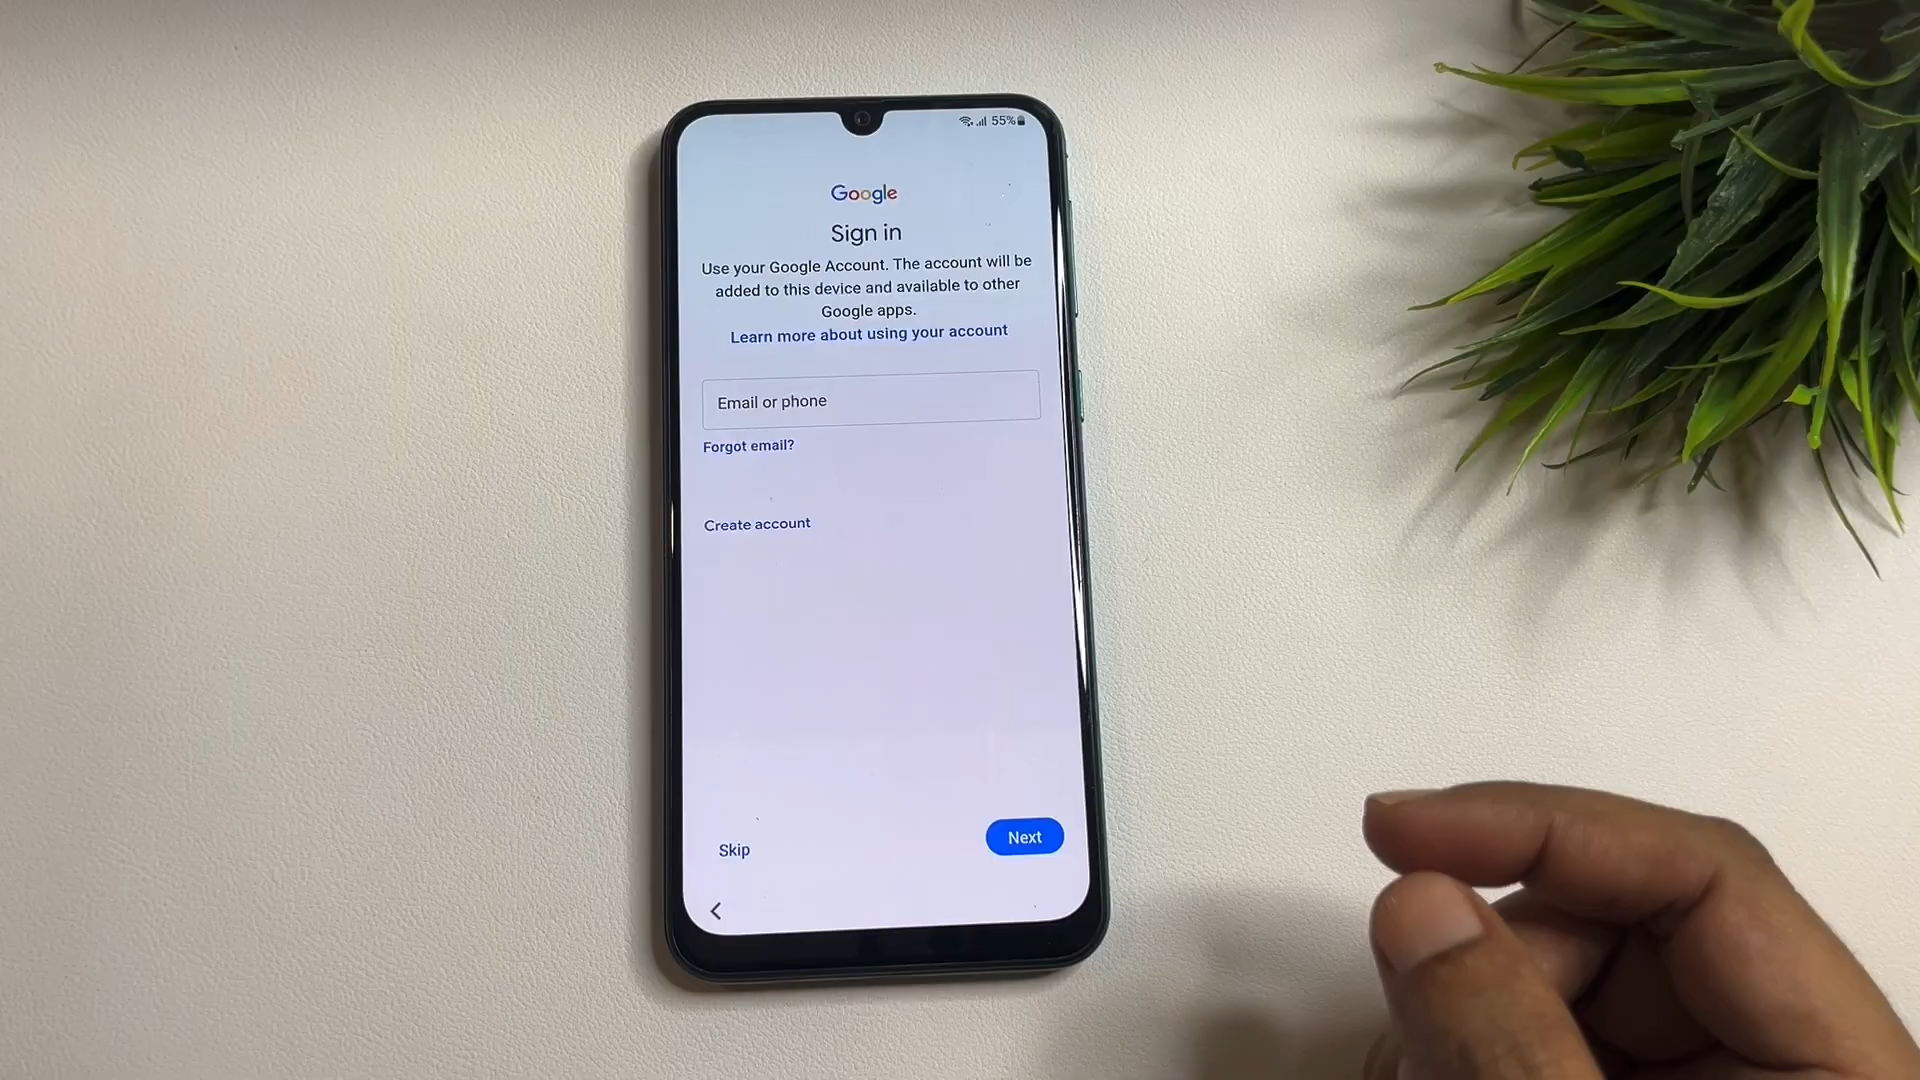 55%
Google
Sign in
Use your Google Account. The account will be
added to this device and available to other
Google apps.
Learn more about using your account
Email or phone
Forgot email?
Create account
Skip
Next